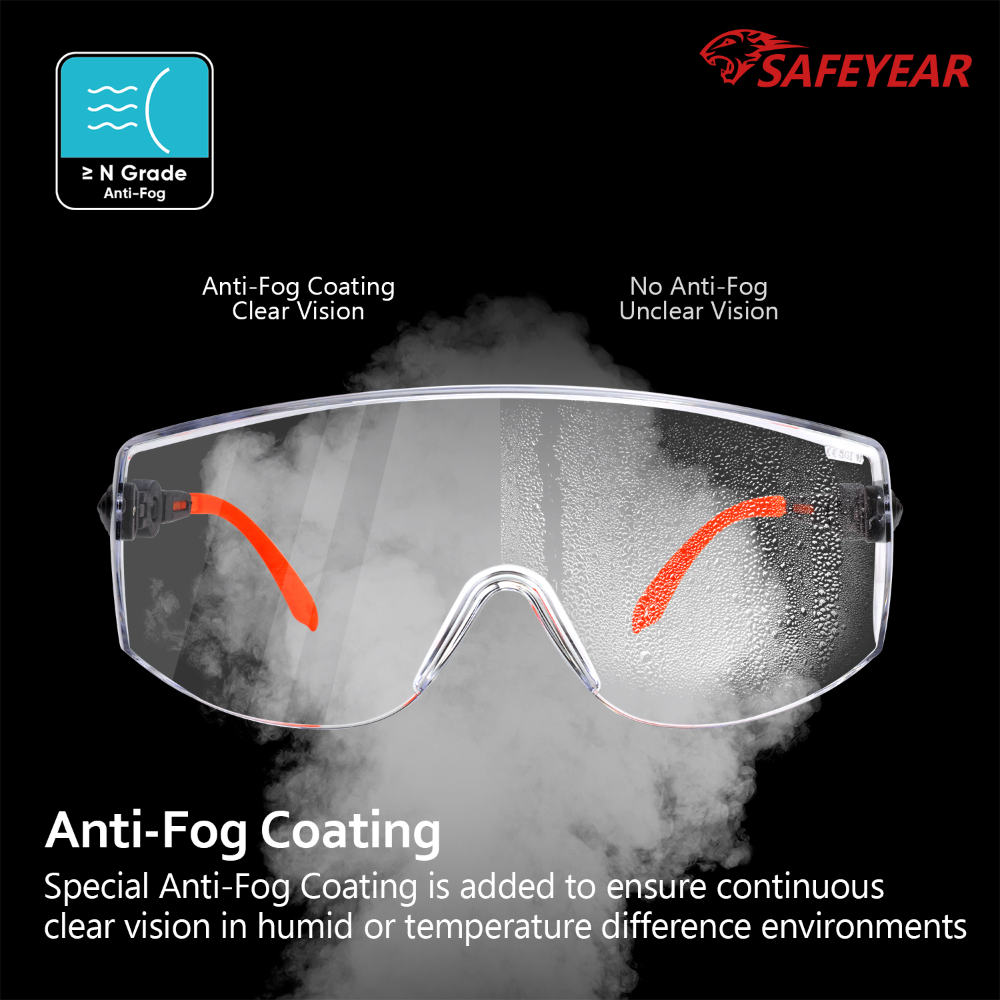 SAFEYEAR
≥ N Grade
Anti-Fog
Anti-Fog Coating
Clear Vision
No Anti-Fog
Unclear Vision
Anti-Fog Coating
Special Anti-Fog Coating is added to ensure continuous
clear vision in humid or temperature difference environments